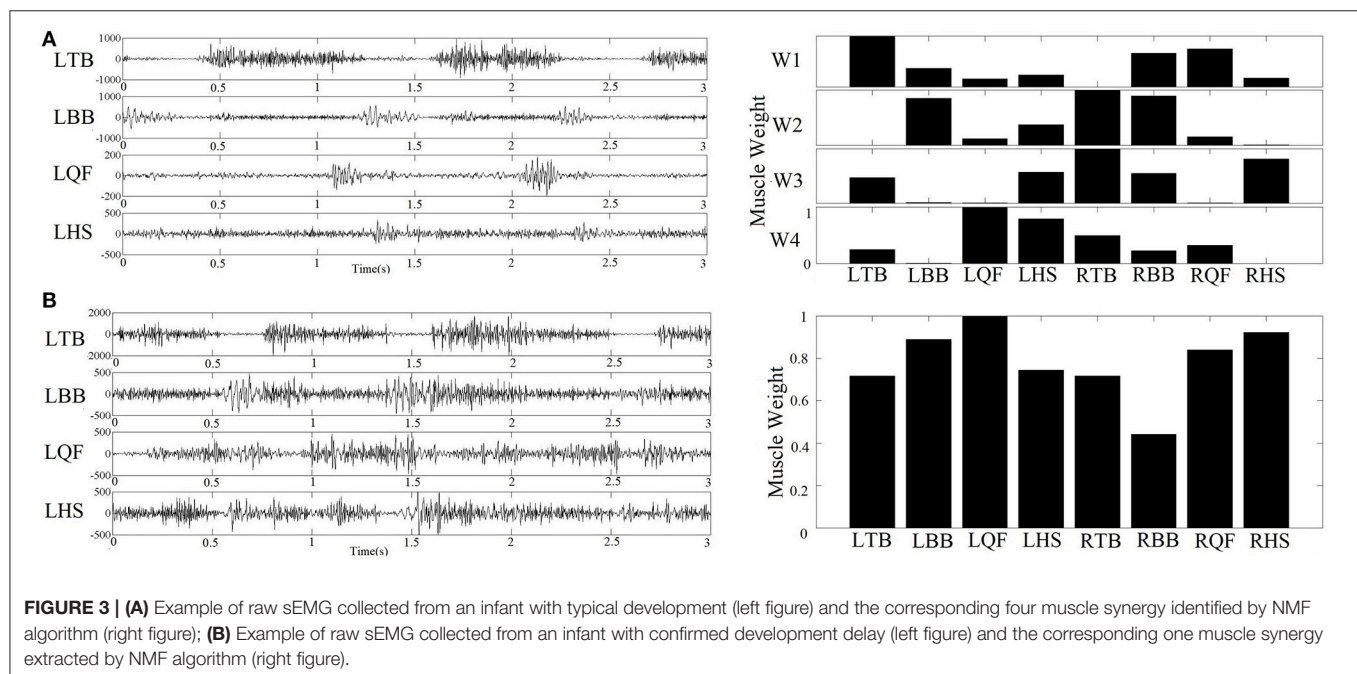 A
LTB
1000
0
-1000
0 0.5 1 1.5 2 2.5 3
LBB
1000
0
-1000
0 0.5 1 1.5 2 2.5 3
LQF
200
0
-200
0 0.5 1 1.5 2 2.5 3
LHS
500
0
-500
0 0.5 1 1.5 2 2.5 3
Time(s)
Muscle Weight
W1
W2
W3
W4
1
0
LTB LBB LQF LHS RTB RBB RQF RHS
B
LTB
2000
0
-2000
0 0.5 1 1.5 2 2.5 3
LBB
500
0
-500
0 0.5 1 1.5 2 2.5 3
LQF
500
0
-500
0 0.5 1 1.5 2 2.5 3
LHS
500
0
-500
0 0.5 1 1.5 2 2.5 3
Time(s)
Muscle Weight
1
0.8
0.6
0.4
0.2
0
LTB LBB LQF LHS RTB RBB RQF RHS
FIGURE 3 | (A) Example of raw sEMG collected from an infant with typical development (left figure) and the corresponding four muscle synergy identified by NMF
algorithm (right figure); (B) Example of raw sEMG collected from an infant with confirmed development delay (left figure) and the corresponding one muscle synergy
extracted by NMF algorithm (right figure).